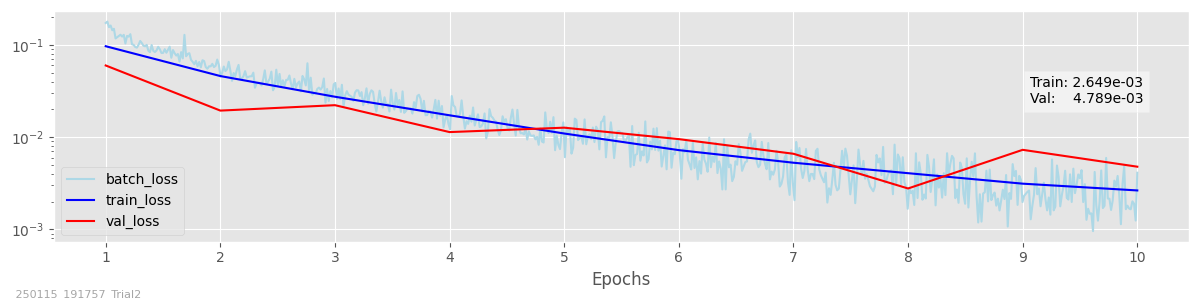 10⁻¹
10⁻²
10⁻³
Train: 2.649e-03
Val: 4.789e-03
batch_loss
train_loss
val_loss
1 2 3 4 5 6 7 8 9 10
Epochs
250115_191757_Trial2